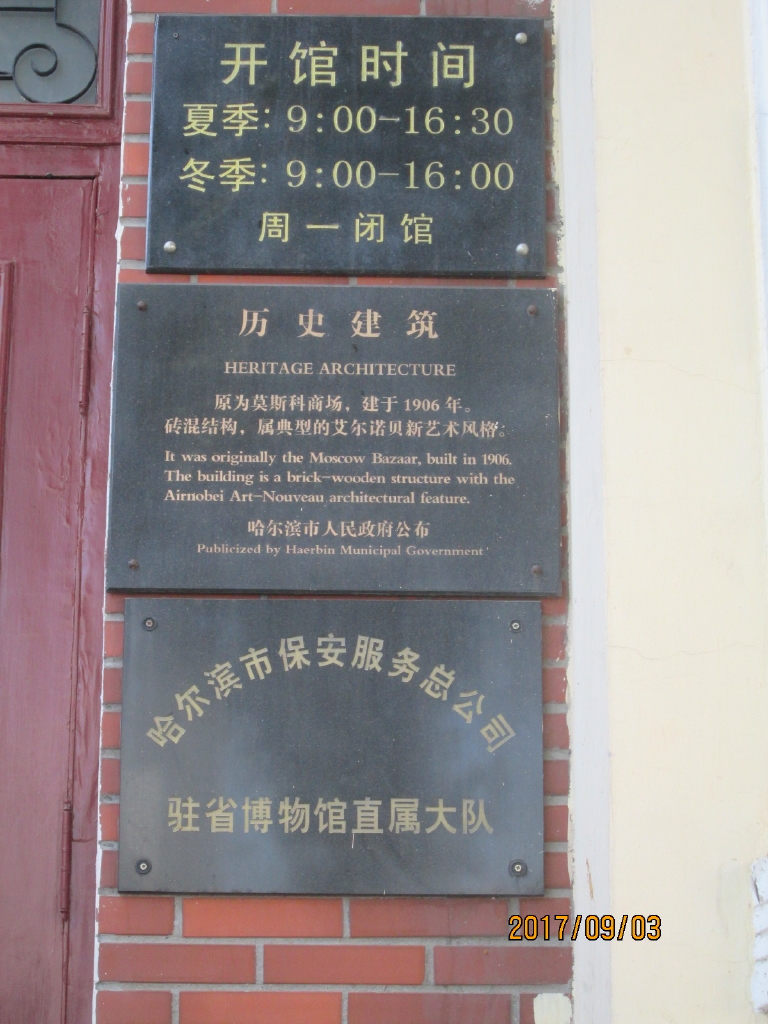 开馆时间
夏季：9:00-16:30
冬季：9:00-16:00
周一闭馆
历史建筑
HERITAGE ARCHITECTURE
原为莫斯科商场，建于 1906 年。
砖混结构，属典型的艾尔诺贝新艺术风格。
It was originally the Moscow Bazaar, built in 1906.
The building is a brick-wooden structure with the
Airnobei Art-Nouveau architectural feature.
哈尔滨市人民政府公布
Publicized by Haerbin Municipal Government
哈尔滨市保安服务总公司
驻省博物馆直属大队
2017/09/03